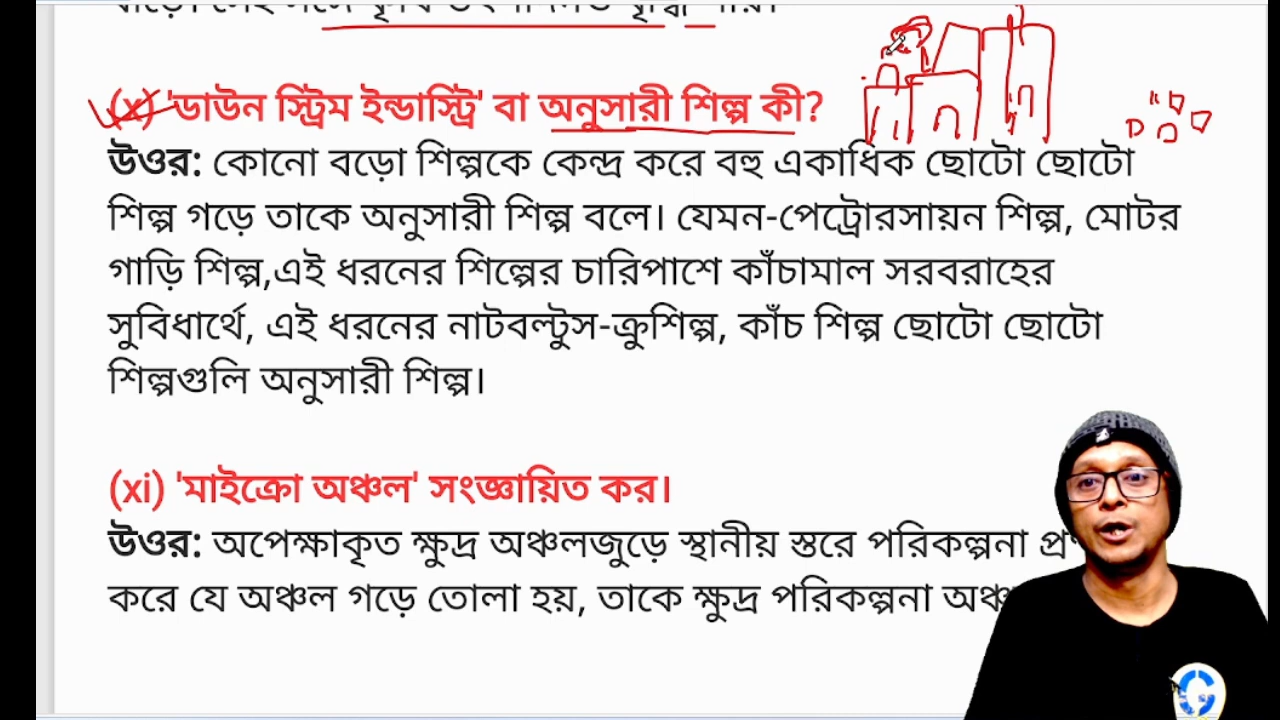 (x) 'ডাউন স্ট্রিম ইন্ডাস্ট্রি' বা অনুসারী শিল্প কী?
উওর: কোনো বড়ো শিল্পকে কেন্দ্র করে বহু একাধিক ছোটো ছোটো
শিল্প গড়ে তাকে অনুসারী শিল্প বলে। যেমন-পেট্রোরসায়ন শিল্প, মোটর
গাড়ি শিল্প,এই ধরনের শিল্পের চারিপাশে কাঁচামাল সরবরাহের
সুবিধার্থে, এই ধরনের নাটবল্টুস-ক্রুশিল্প, কাঁচ শিল্প ছোটো ছোটো
শিল্পগুলি অনুসারী শিল্প।
(xi) 'মাইক্রো অঞ্চল' সংজ্ঞায়িত কর।
উওর: অপেক্ষাকৃত ক্ষুদ্র অঞ্চলজুড়ে স্থানীয় স্তরে পরিকল্পনা
করে যে অঞ্চল গড়ে তোলা হয়, তাকে ক্ষুদ্র পরিকল্পনা